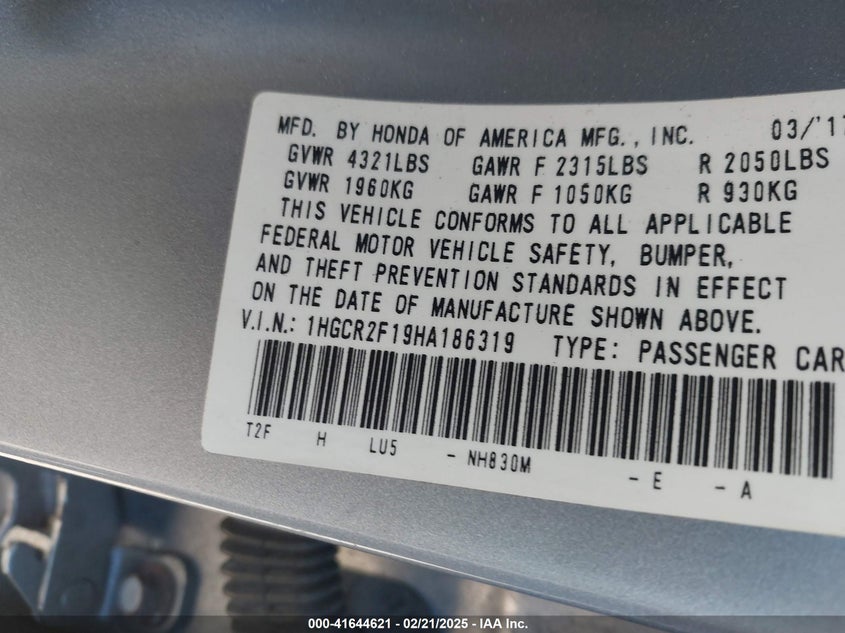 MFD. BY HONDA OF AMERICA MFG., INC. 03/'17
GVWR 4321LBS GAWR F 2315LBS R 2050LBS
GVWR 1960KG GAWR F 1050KG R 930KG
THIS VEHICLE CONFORMS TO ALL APPLICABLE
FEDERAL MOTOR VEHICLE SAFETY, BUMPER,
AND THEFT PREVENTION STANDARDS IN EFFECT
ON THE DATE OF MANUFACTURE SHOWN ABOVE.
V.I.N.: 1HGCR2F19HA186319 TYPE: PASSENGER CAR
T2F H LU5 - NH830M - E - A
000-41644621 - 02/21/2025 - IAA Inc.